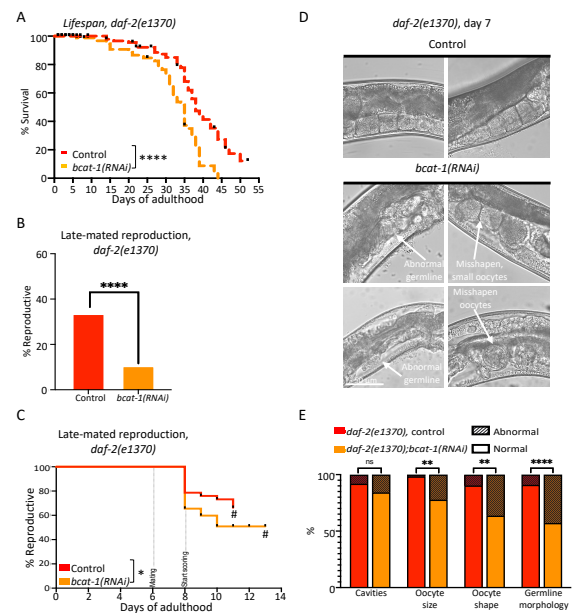 A
Lifespan, daf-2(e1370)
100
80
60
40
20
0
% Survival
Control
bcat-1(RNAi)
****
0 5 10 15 20 25 30 35 40 45 50 55
Days of adulthood
B
Late-mated reproduction,
daf-2(e1370)
60
40
20
0
% Reproductive
****
Control
bcat-1(RNAi)
C
Late-mated reproduction,
daf-2(e1370)
100
80
60
40
20
0
% Reproductive
#
#
Mating
Start scoring
Control
bcat-1(RNAi)
*
0 2 4 6 8 10 12 14
Days of adulthood
D
daf-2(e1370), day 7
Control
bcat-1(RNAi)
Abnormal
germline
Misshapen,
small oocytes
Abnormal
germline
Misshapen
oocytes
E
daf-2(e1370), control
daf-2(e1370);bcat-1(RNAi)
Abnormal
Normal
ns
**
**
****
100
50
0
%
Cavities
Oocyte
size
Oocyte
shape
Germline
morphology